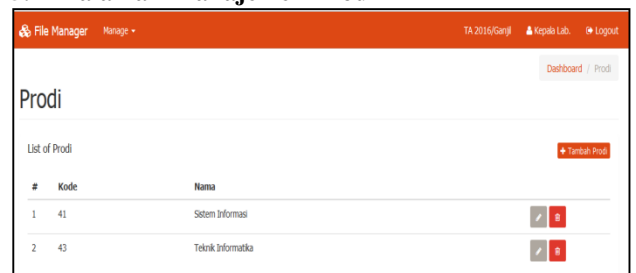 File Manager Manage TA 2016/Ganjil Kepala Lab. Logout
Dashboard / Prodi
Prodi
List of Prodi + Tambah Prodi
# Kode Nama
1 41 Sistem Informasi
2 43 Teknik Informatika